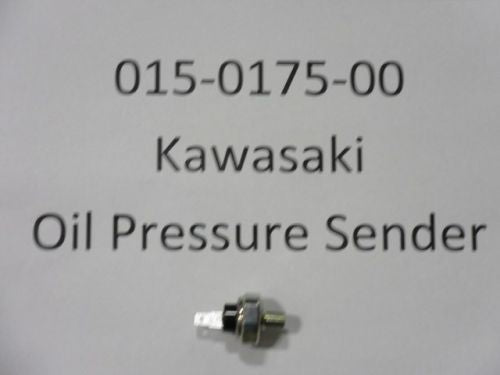 015-0175-00
Kawasaki
Oil Pressure Sender